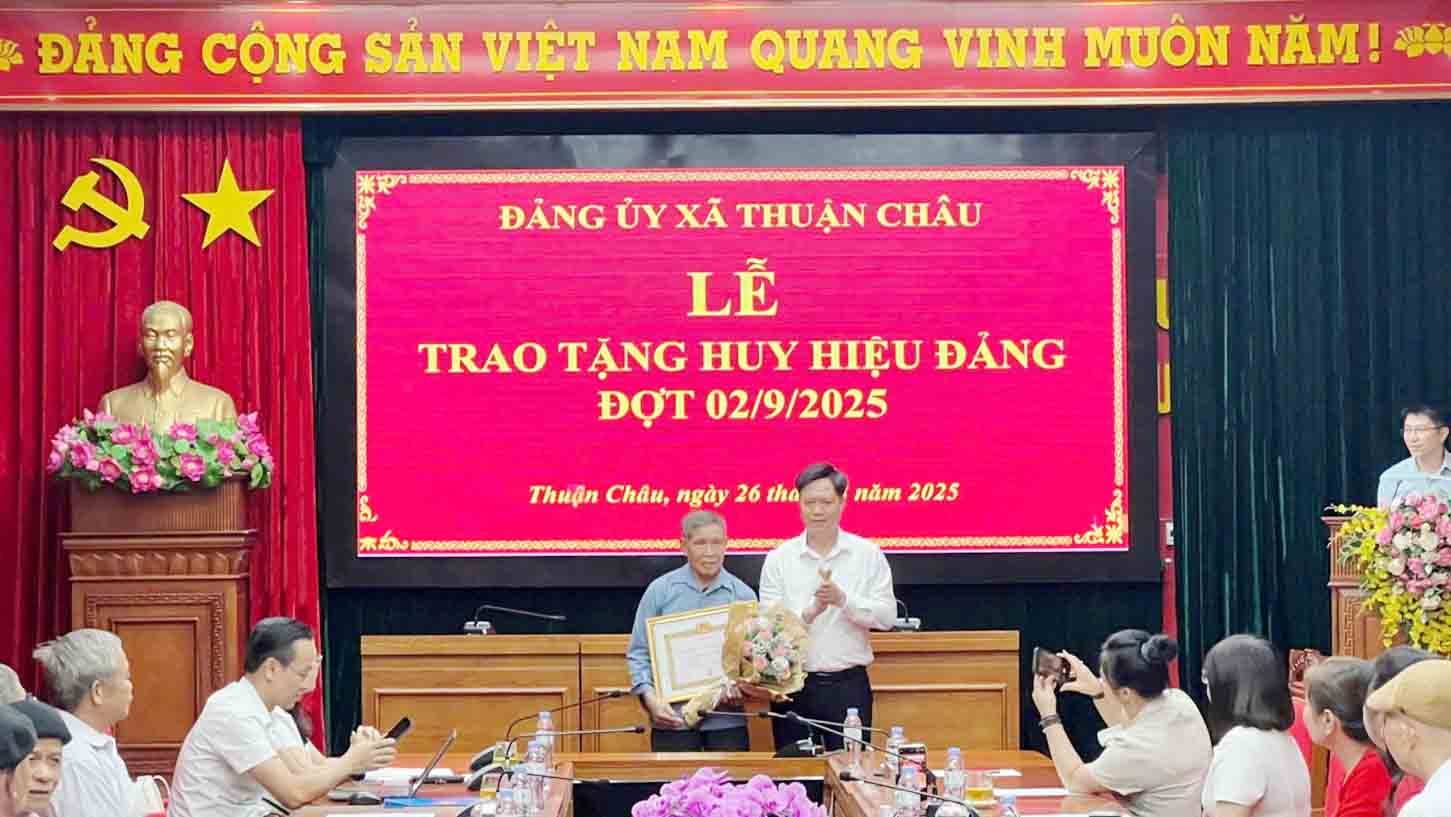 ĐẢNG CỘNG SẢN VIỆT NAM QUANG VINH MUÔN NĂM!
ĐẢNG ỦY XÃ THUẬN CHÂU
LỄ
TRAO TẶNG HUY HIỆU ĐẢNG
ĐỢT 02/9/2025
Thuận Châu, ngày 26 năm 2025